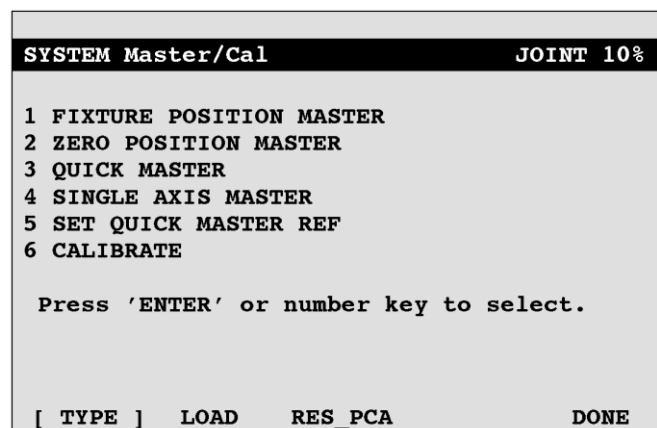 SYSTEM Master/Cal JOINT 10%
1 FIXTURE POSITION MASTER
2 ZERO POSITION MASTER
3 QUICK MASTER
4 SINGLE AXIS MASTER
5 SET QUICK MASTER REF
6 CALIBRATE
Press ′ENTER′ or number key to select.
[ TYPE ] LOAD RES_PCA DONE